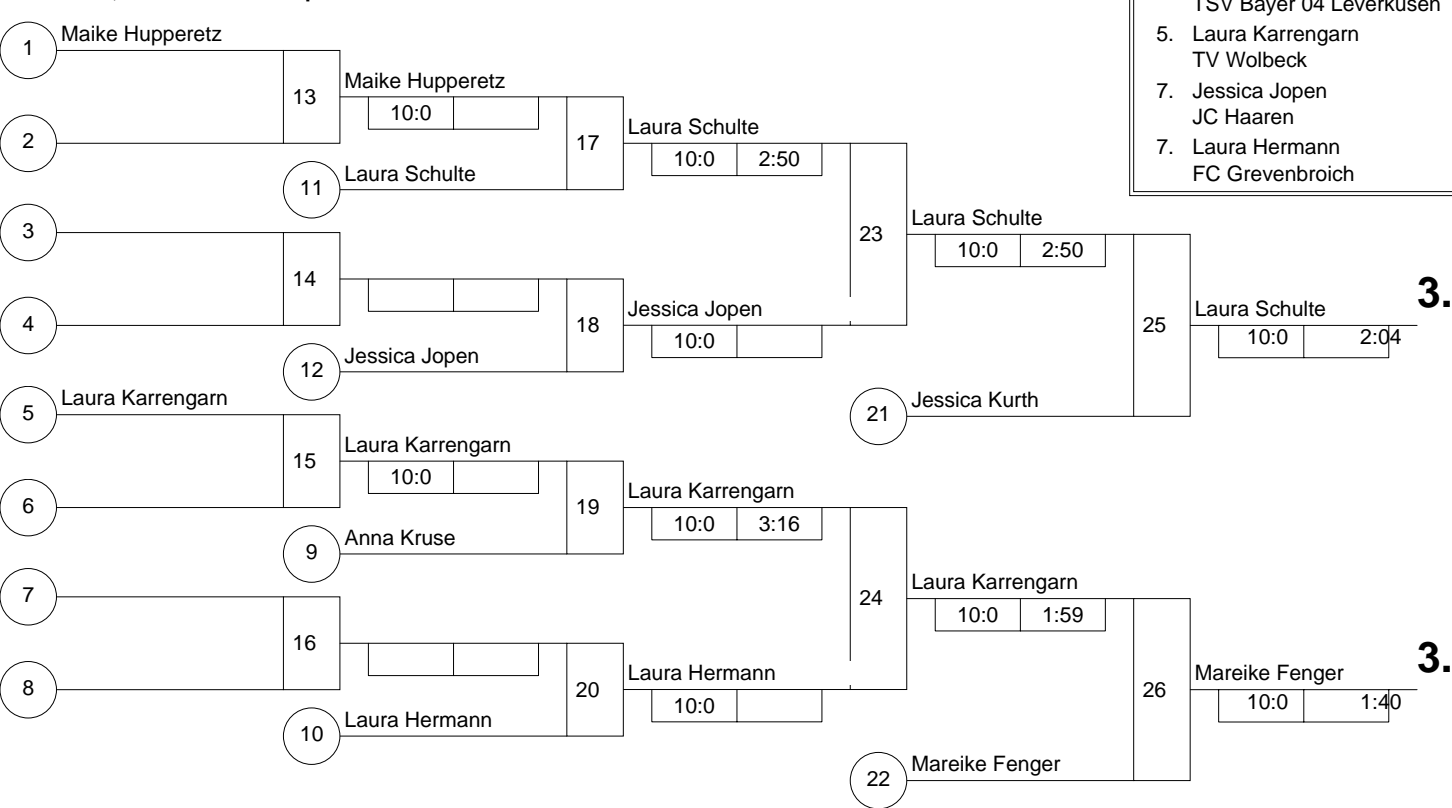 TSV Bayer 04 Leverkusen
5. Laura Karrengarn
TV Wolbeck
7. Jessica Jopen
JC Haaren
7. Laura Hermann
FC Grevenbroich
1 Maike Hupperetz
13
Maike Hupperetz
10:0
2
17
Laura Schulte
10:0 2:50
11 Laura Schulte
3
23
Laura Schulte
10:0 2:50
14
4
18
Jessica Jopen
10:0
12 Jessica Jopen
25
Laura Schulte
10:0 2:04
3.
21 Jessica Kurth
5 Laura Karrengarn
15
Laura Karrengarn
10:0
6
19
Laura Karrengarn
10:0 3:16
9 Anna Kruse
7
24
Laura Karrengarn
10:0 1:59
16
8
20
Laura Hermann
10:0
10 Laura Hermann
26
Mareike Fenger
10:0 1:40
3.
22 Mareike Fenger